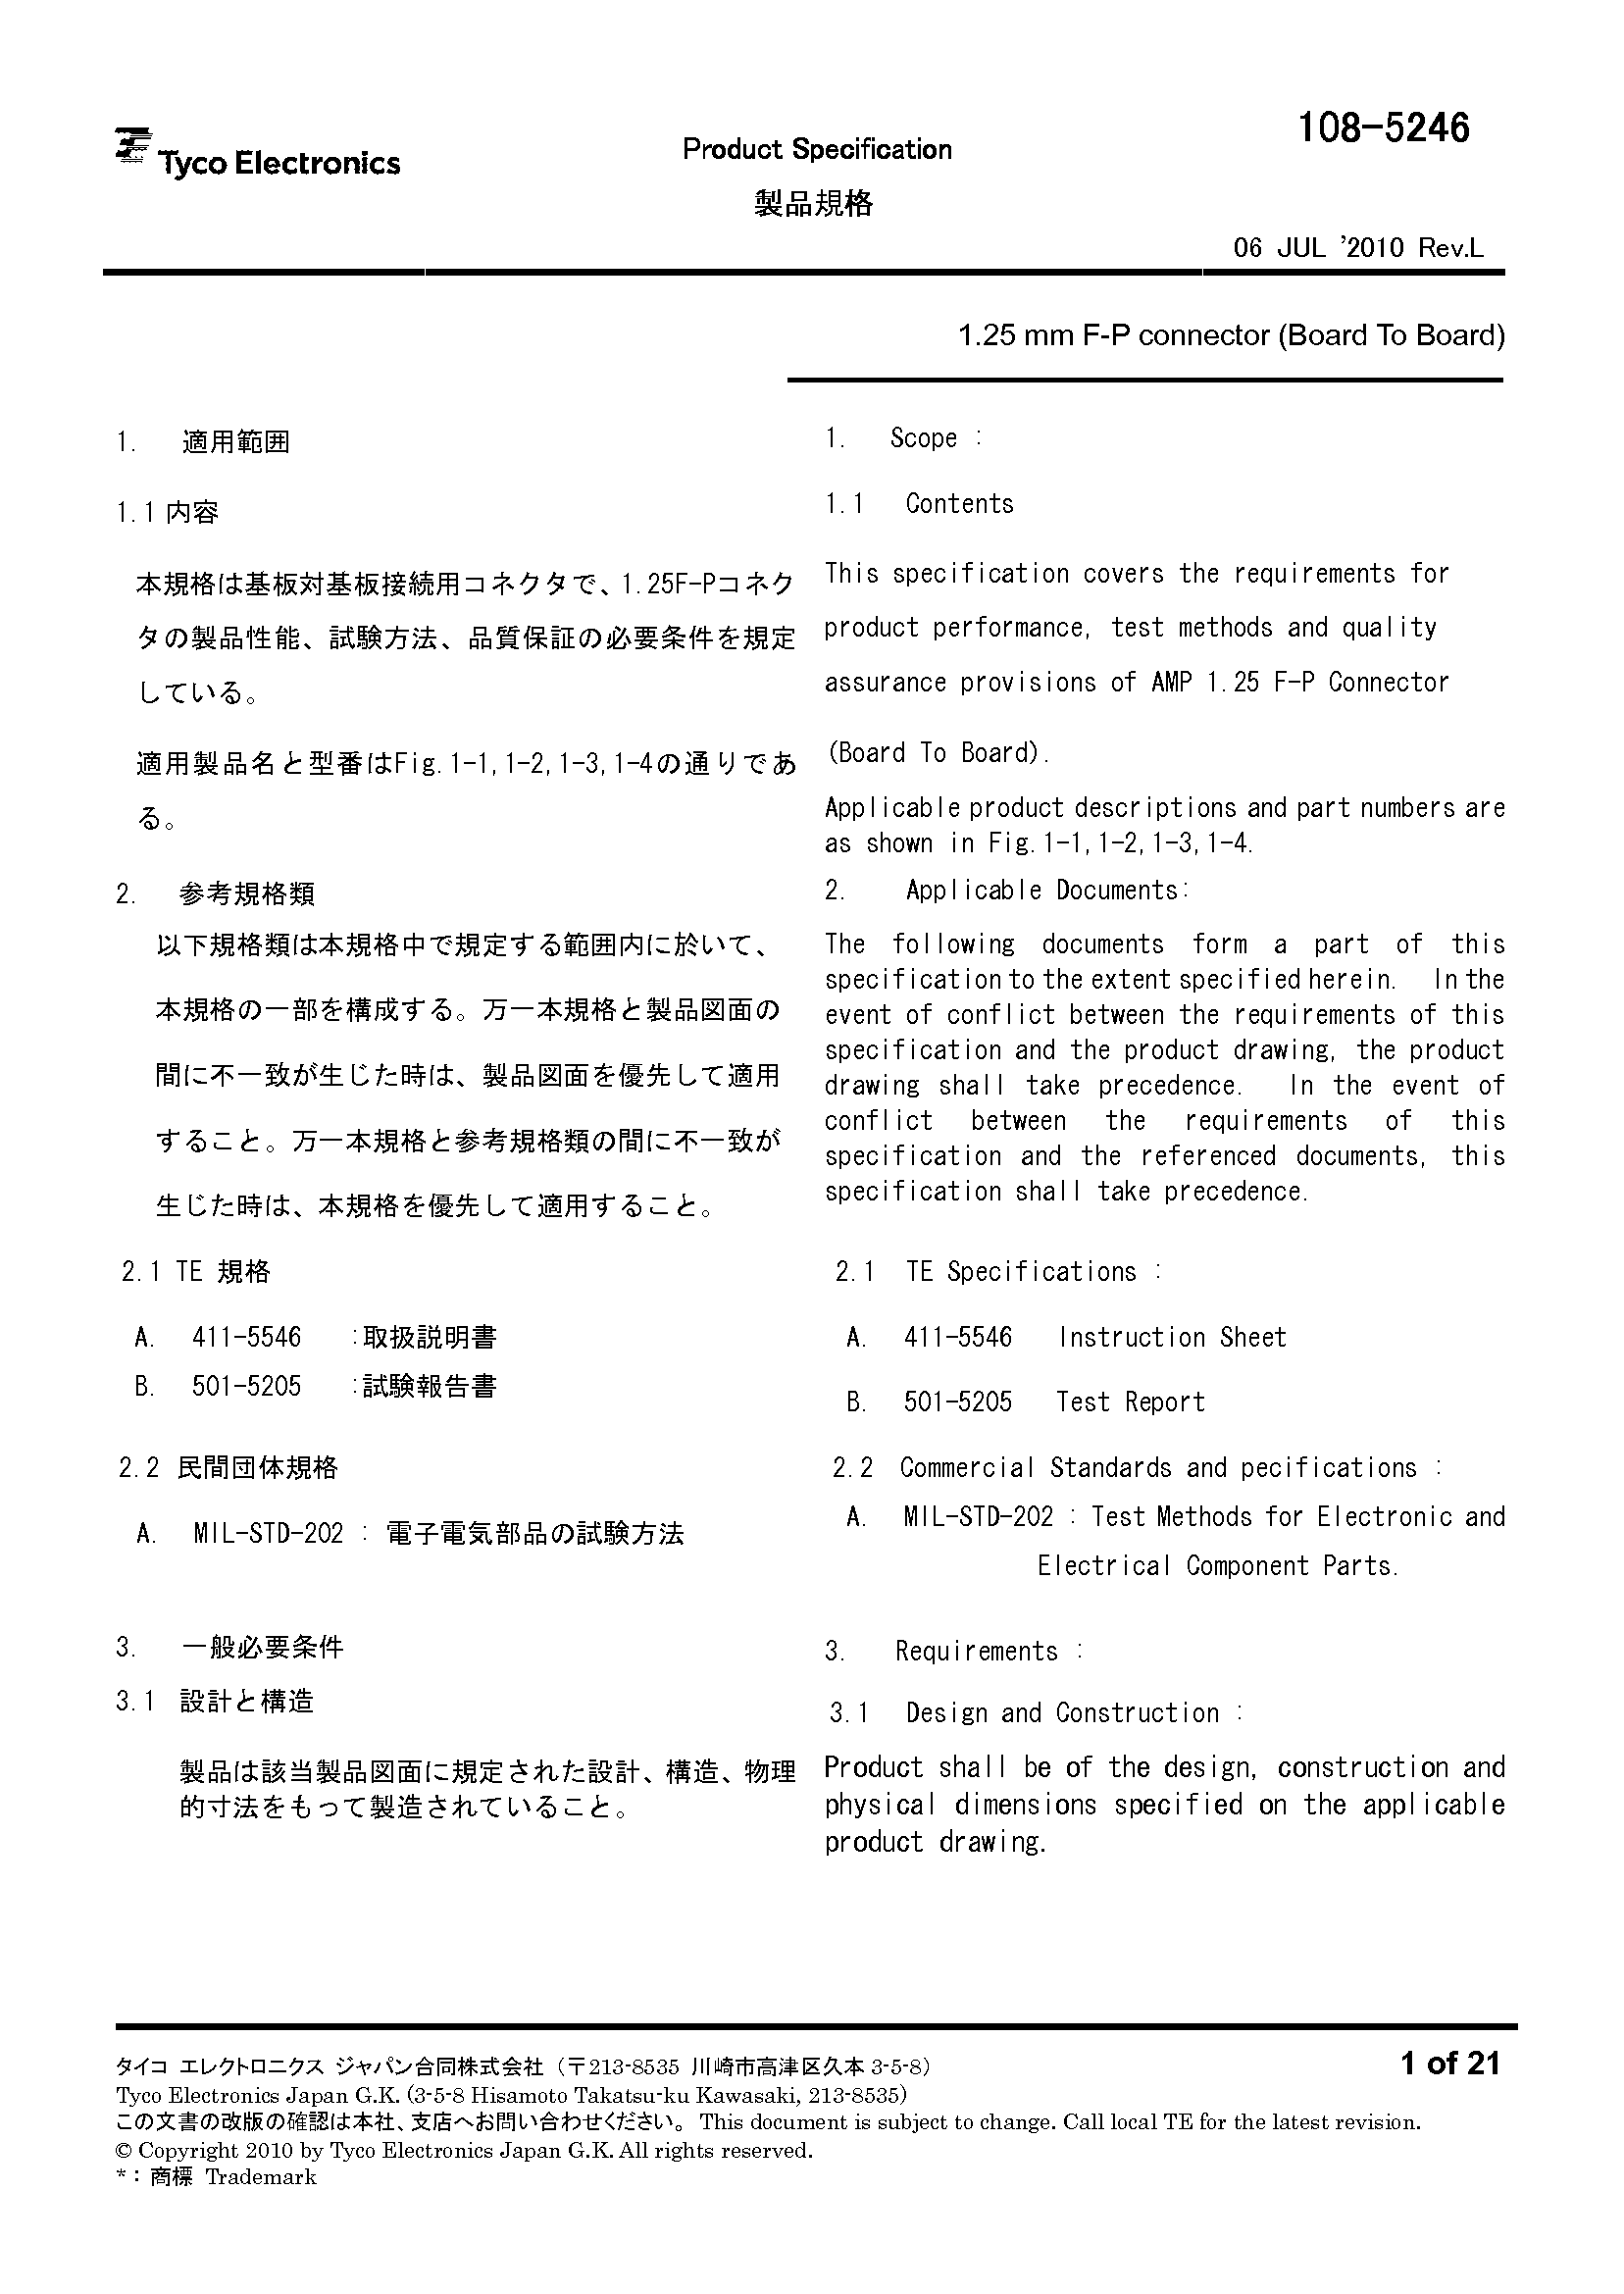 108-5246
Tyco Electronics
Product Specification
製品規格
06 JUL '2010 Rev.L
1.25 mm F-P connector (Board To Board)
1. 適用範囲
1.1 内容
本規格は基板対基板接続用コネクタで、1.25F-Pコネク
タの製品性能、試験方法、品質保証の必要条件を規定
している。
適用製品名と型番はFig.1-1,1-2,1-3,1-4の通りであ
る。
2. 参考規格類
以下規格類は本規格中で規定する範囲内に於いて、
本規格の一部を構成する。万一本規格と製品図面の
間に不一致が生じた時は、製品図面を優先して適用
すること。万一本規格と参考規格類の間に不一致が
生じた時は、本規格を優先して適用すること。
2.1 TE 規格
A. 411-5546 :取扱説明書
B. 501-5205 :試験報告書
2.2 民間団体規格
A. MIL-STD-202 : 電子電気部品の試験方法
3. 一般必要条件
3.1 設計と構造
製品は該当製品図面に規定された設計、構造、物理
的寸法をもって製造されていること。
1. Scope :
1.1 Contents
This specification covers the requirements for
product performance, test methods and quality
assurance provisions of AMP 1.25 F-P Connector
(Board To Board).
Applicable product descriptions and part numbers are
as shown in Fig.1-1,1-2,1-3,1-4.
2. Applicable Documents:
The following documents form a part of this
specification to the extent specified herein. In the
event of conflict between the requirements of this
specification and the product drawing, the product
drawing shall take precedence. In the event of
conflict between the requirements of this
specification and the referenced documents, this
specification shall take precedence.
2.1 TE Specifications :
A. 411-5546 Instruction Sheet
B. 501-5205 Test Report
2.2 Commercial Standards and pecifications :
A. MIL-STD-202 : Test Methods for Electronic and
Electrical Component Parts.
3. Requirements :
3.1 Design and Construction :
Product shall be of the design, construction and
physical dimensions specified on the applicable
product drawing.
タイコ エレクトロニクス ジャパン合同株式会社 (〒213-8535 川崎市高津区久本 3-5-8)
1 of 21
Tyco Electronics Japan G.K. (3-5-8 Hisamoto Takatsu-ku Kawasaki, 213-8535)
この文書の改版の確認は本社、支店へお問い合わせください。 This document is subject to change. Call local TE for the latest revision.
© Copyright 2010 by Tyco Electronics Japan G.K. All rights reserved.
*: 商標 Trademark